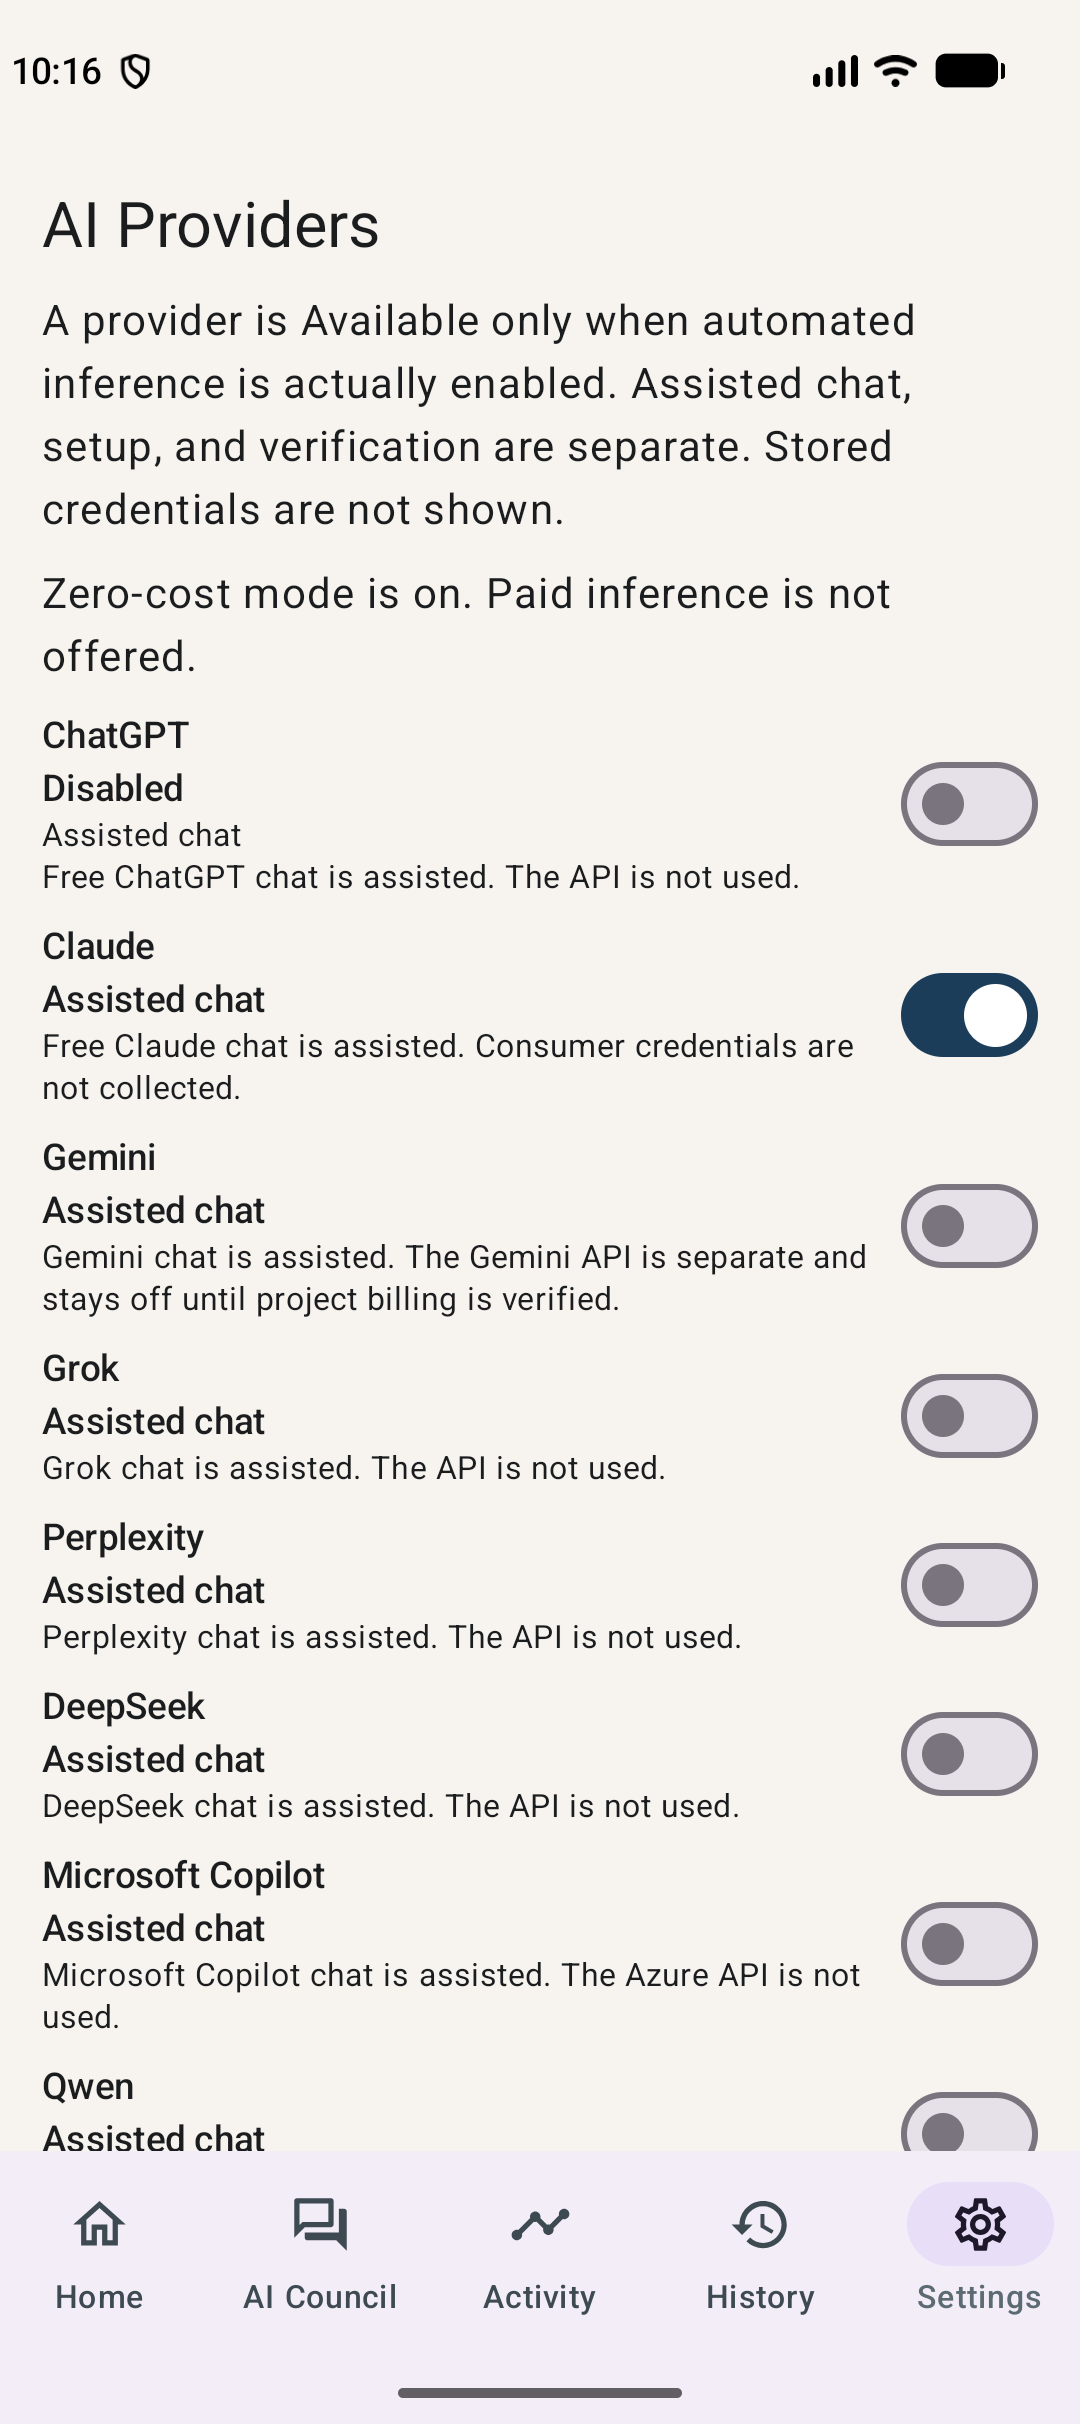 10:16
AI Providers
A provider is Available only when automated
inference is actually enabled. Assisted chat,
setup, and verification are separate. Stored
credentials are not shown.
Zero-cost mode is on. Paid inference is not
offered.
ChatGPT
Disabled
Assisted chat
Free ChatGPT chat is assisted. The API is not used.
Claude
Assisted chat
Free Claude chat is assisted. Consumer credentials are
not collected.
Gemini
Assisted chat
Gemini chat is assisted. The Gemini API is separate and
stays off until project billing is verified.
Grok
Assisted chat
Grok chat is assisted. The API is not used.
Perplexity
Assisted chat
Perplexity chat is assisted. The API is not used.
DeepSeek
Assisted chat
DeepSeek chat is assisted. The API is not used.
Microsoft Copilot
Assisted chat
Microsoft Copilot chat is assisted. The Azure API is not
used.
Qwen
Assisted chat
Home
AI Council
Activity
History
Settings